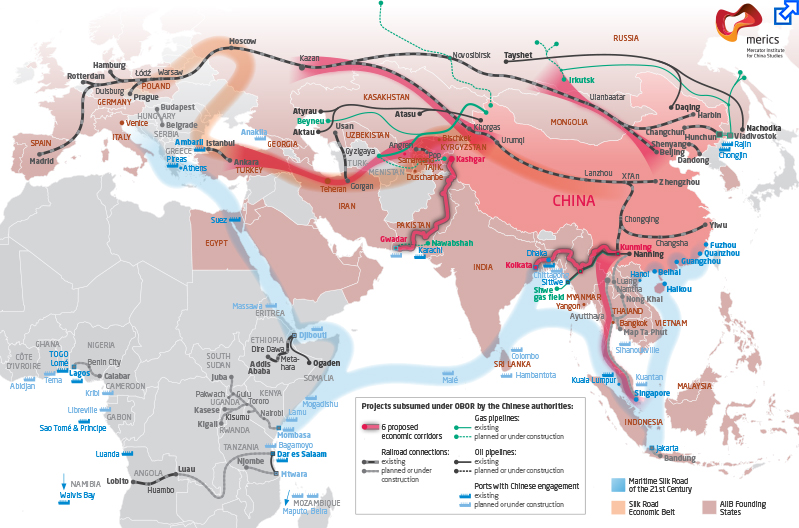 merics
Mercator Institute
for China Studies
RUSSIA
Moscow
Kazan
Novosibirsk
Tayshet
Irkutsk
Ulanbaatar
Hamburg
Rotterdam
Łódź
Warsaw
Duisburg
POLAND
Prague
GERMANY
Budapest
HUNGARY
Belgrade
SERBIA
Venice
ITALY
SPAIN
Madrid
GREECE
Ambarli
Istanbul
Pireas
Athens
Ankara
TURKEY
Anaklia
GEORGIA
KASAKHSTAN
Atyrau
Beyneu
Aktau
Atasu
Usan
UZBEKISTAN
Khorgas
Urumqi
Bischkek
KYRGYZSTAN
Kashgar
TAJIK.
Duschanbe
TURK
MENISTAN
Teheran
Gorgan
IRAN
MONGOLIA
Daqing
Harbin
Changchun
Hunchun
Nachodka
Vladivostok
Rajin
Chongjin
Shenyang
Beijing
Dandong
Lanzhou
Xi'an
Zhengzhou
CHINA
Chongqing
Yiwu
Changsha
Kunming
Nanning
Fuzhou
Quanzhou
Guangzhou
Hanoi
Beihai
Haikou
PAKISTAN
Gwadar
Nawabshah
Karachi
INDIA
Dhaka
Kolkata
Chittagong
Sittwe
Shwe
gas field
MYANMAR
Yangon
Luang
Namtha
Nong Khai
THAILAND
Ayutthaya
Bangkok
VIETNAM
Map Ta Phut
Sihanoukville
Kuantan
Kuala Lumpur
Singapore
MALAYSIA
INDONESIA
Jakarta
Bandung
SRI LANKA
Colombo
Hambantota
Malé
Suez
EGYPT
Massawa
ERITREA
Djibouti
ETHIOPIA
Dire Dawa
Meta-
hara
Addis
Ababa
Ogaden
SOMALIA
SOUTH
SUDAN
Juba
Pakwach
Gulu
UGANDA
Tororo
KENYA
Kasese
Kisumu
Nairobi
Kigali
RWANDA
Lamu
Mogadishu
Mombasa
Bagamoyo
TANZANIA
Dar es Salaam
Njombe
Mtwara
MOZAMBIQUE
Maputo, Beira
GHANA
CÔTE
D'IVOIRE
TOGO
Lomé
NIGERIA
Benin City
Lagos
Tema
Calabar
Abidjan
CAMEROON
Kribi
Libreville
GABON
Sao Tomé & Principe
Luanda
ANGOLA
Luau
Lobito
Huambo
NAMIBIA
Walvis Bay
Projects subsumed under OBOR by the Chinese authorities:
6 proposed
economic corridors
Railroad connections:
existing
planned or under
construction
Gas pipelines:
existing
planned or under construction
Oil pipelines:
existing
planned or under construction
Ports with Chinese engagement
existing
planned or under construction
Maritime Silk Road
of the 21st Century
Silk Road
Economic Belt
AIIB Founding
States